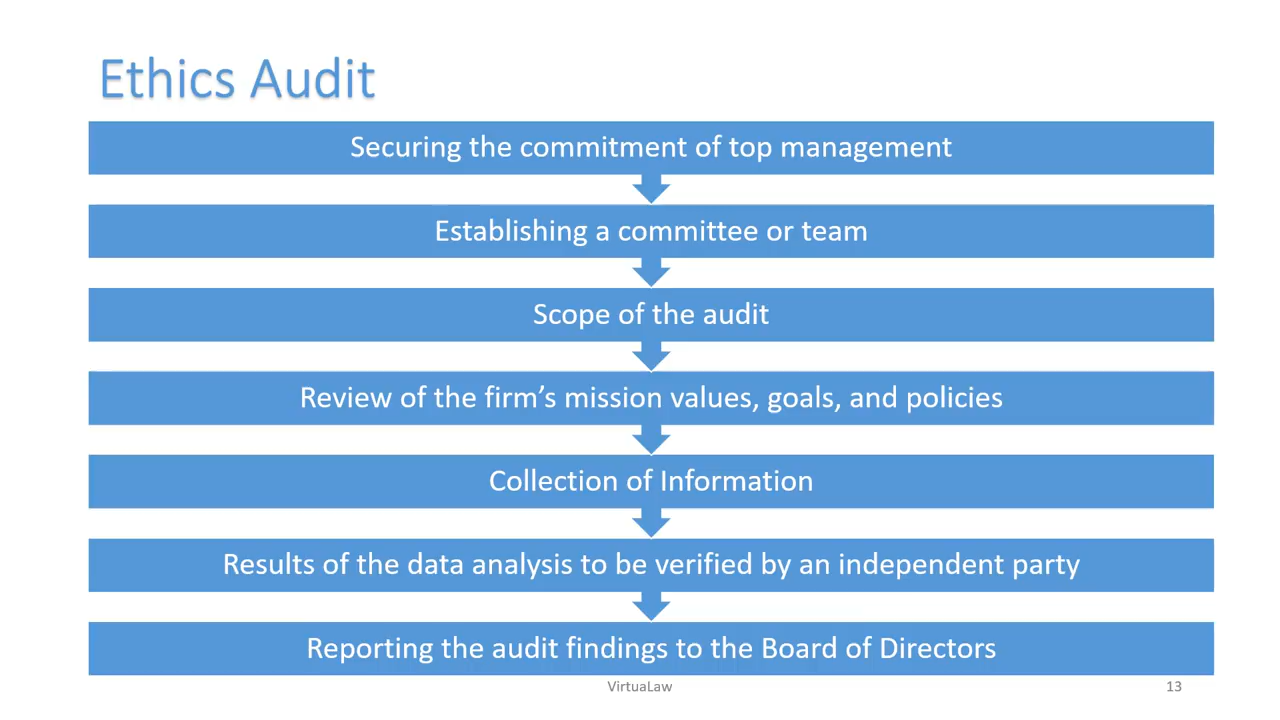 Ethics Audit
Securing the commitment of top management
Establishing a committee or team
Scope of the audit
Review of the firm’s mission values, goals, and policies
Collection of Information
Results of the data analysis to be verified by an independent party
Reporting the audit findings to the Board of Directors
VirtuaLaw
13